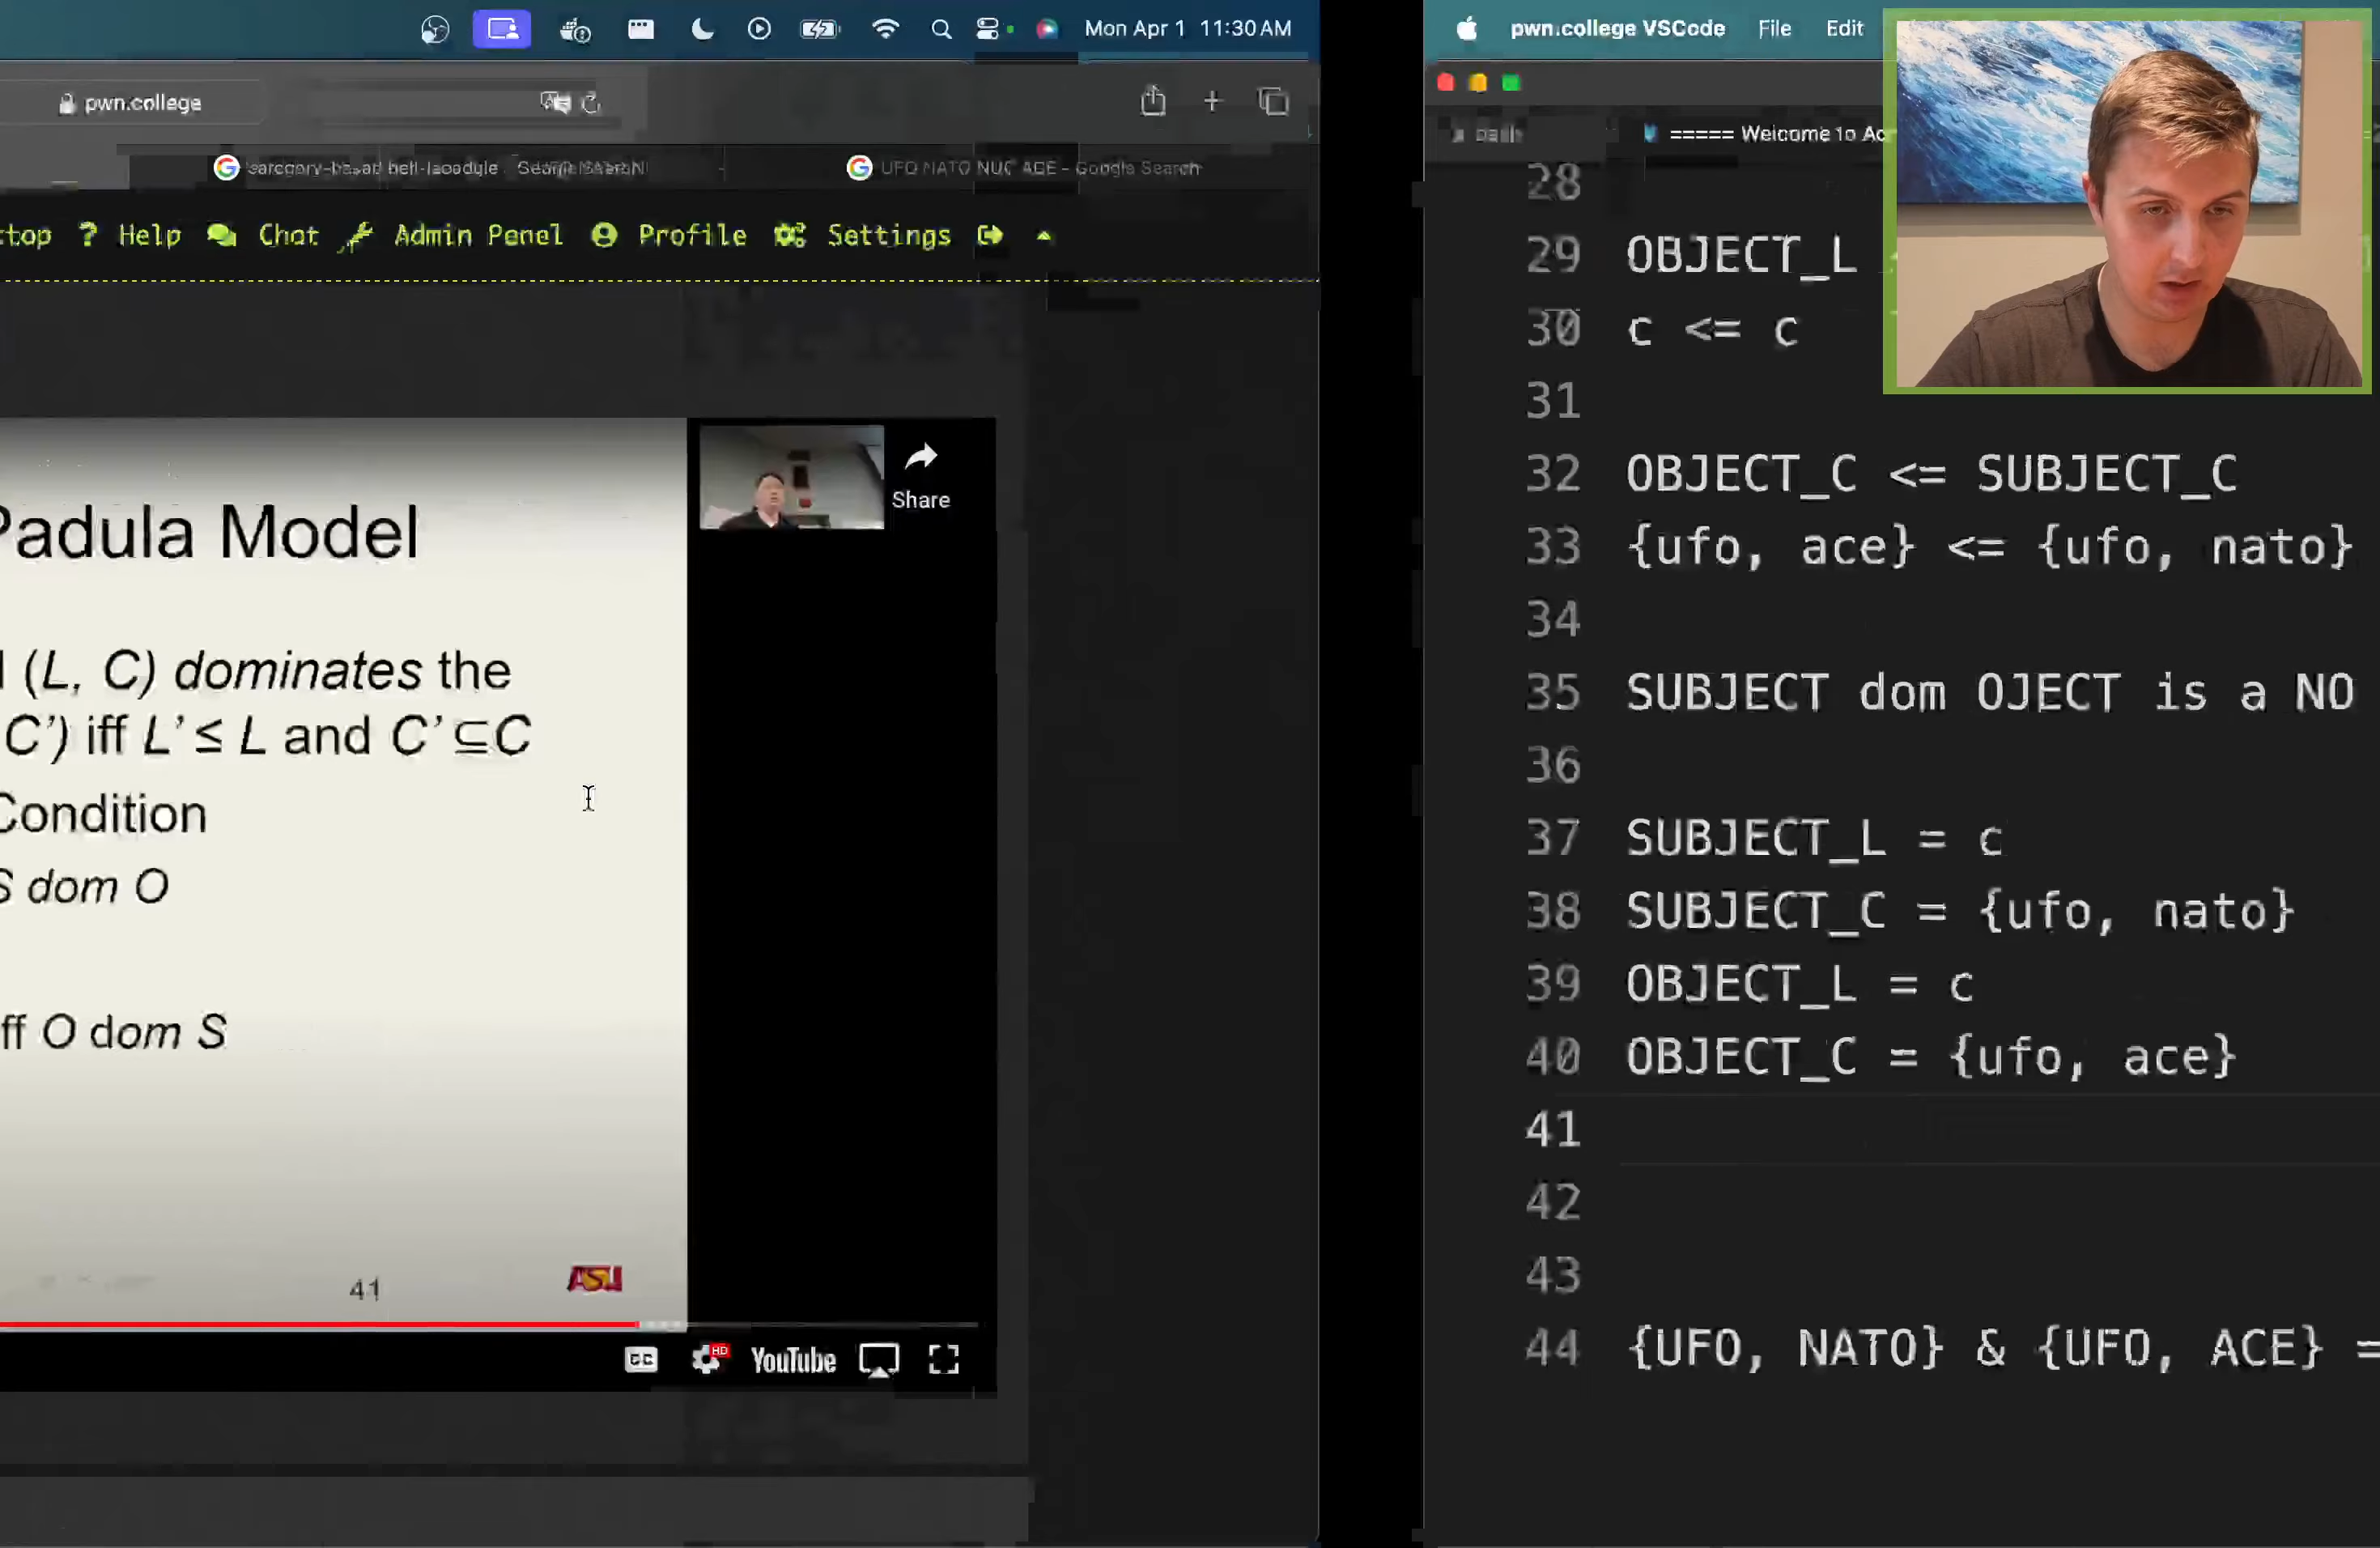 Mon Apr 1 11:30 AM
pwn.college
UFO NATO NUC ACE - Google Search
top ? Help Chat Admin Penel Profile Settings
Share
Padula Model
(L, C) dominates the
C') iff L' ≤ L and C' ⊆ C
Condition
S dom O
ff O dom S
41
ASU
CC HD YouTube
pwn.college VSCode File Edit
===== Welcome to Ac
28
29 OBJECT_L
30 c <= c
31
32 OBJECT_C <= SUBJECT_C
33 {ufo, ace} <= {ufo, nato}
34
35 SUBJECT dom OJECT is a NO
36
37 SUBJECT_L = c
38 SUBJECT_C = {ufo, nato}
39 OBJECT_L = c
40 OBJECT_C = {ufo, ace}
41
42
43
44 {UFO, NATO} & {UFO, ACE} =